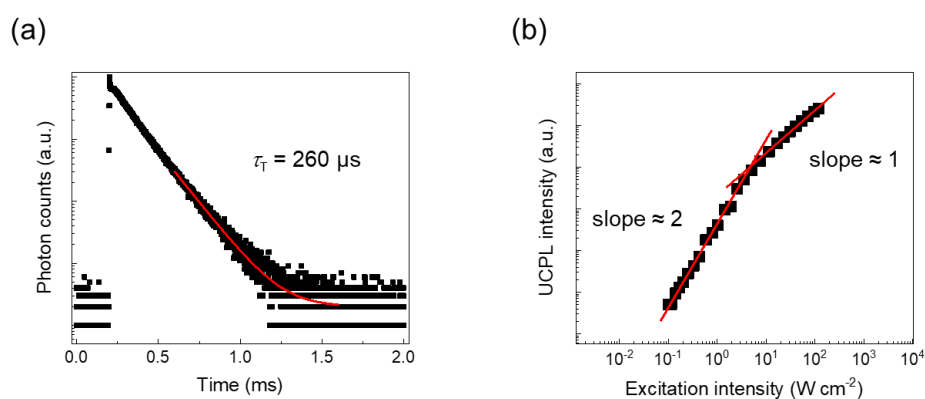 (a)
(b)
Photon counts (a.u.)
τT = 260 μs
0.0 0.5 1.0 1.5 2.0
Time (ms)
UCPL intensity (a.u.)
slope ≈ 1
slope ≈ 2
10-2 10-1 100 101 102 103 104
Excitation intensity (W cm-2)